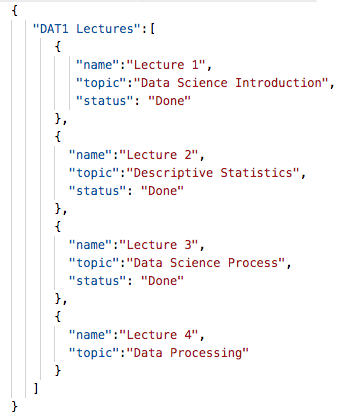 {
"DAT1 Lectures":[
{
"name":"Lecture 1",
"topic":"Data Science Introduction",
"status": "Done"
},
{
"name":"Lecture 2",
"topic":"Descriptive Statistics",
"status": "Done"
},
{
"name":"Lecture 3",
"topic":"Data Science Process",
"status": "Done"
},
{
"name":"Lecture 4",
"topic":"Data Processing"
}
]
}